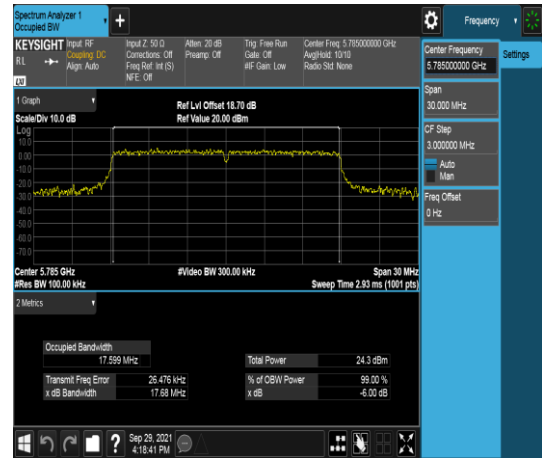 Spectrum Analyzer 1
Occupied BW
+
Frequency
KEYSIGHT
RL
LXI
Input: RF
Coupling: DC
Align: Auto
Input Z: 50 Ω
Corrections: Off
Freq Ref: Int (S)
NFE: Off
Atten: 20 dB
Preamp: Off
Trig: Free Run
Gate: Off
#IF Gain: Low
Center Freq: 5.785000000 GHz
Avg|Hold: 10/10
Radio Std: None
Center Frequency
5.785000000 GHz
Settings
Span
30.000 MHz
CF Step
3.000000 MHz
Auto
Man
Freq Offset
0 Hz
1 Graph
Scale/Div 10.0 dB
Ref Lvl Offset 18.70 dB
Ref Value 20.00 dBm
Log
10.0
0.00
-10.0
-20.0
-30.0
-40.0
-50.0
-60.0
-70.0
Center 5.785 GHz
#Video BW 300.00 kHz
Span 30 MHz
#Res BW 100.00 kHz
Sweep Time 2.93 ms (1001 pts)
2 Metrics
Occupied Bandwidth
17.599 MHz
Total Power
24.3 dBm
Transmit Freq Error
26.476 kHz
% of OBW Power
99.00 %
x dB Bandwidth
17.68 MHz
x dB
-6.00 dB
?
Sep 29, 2021
4:18:41 PM